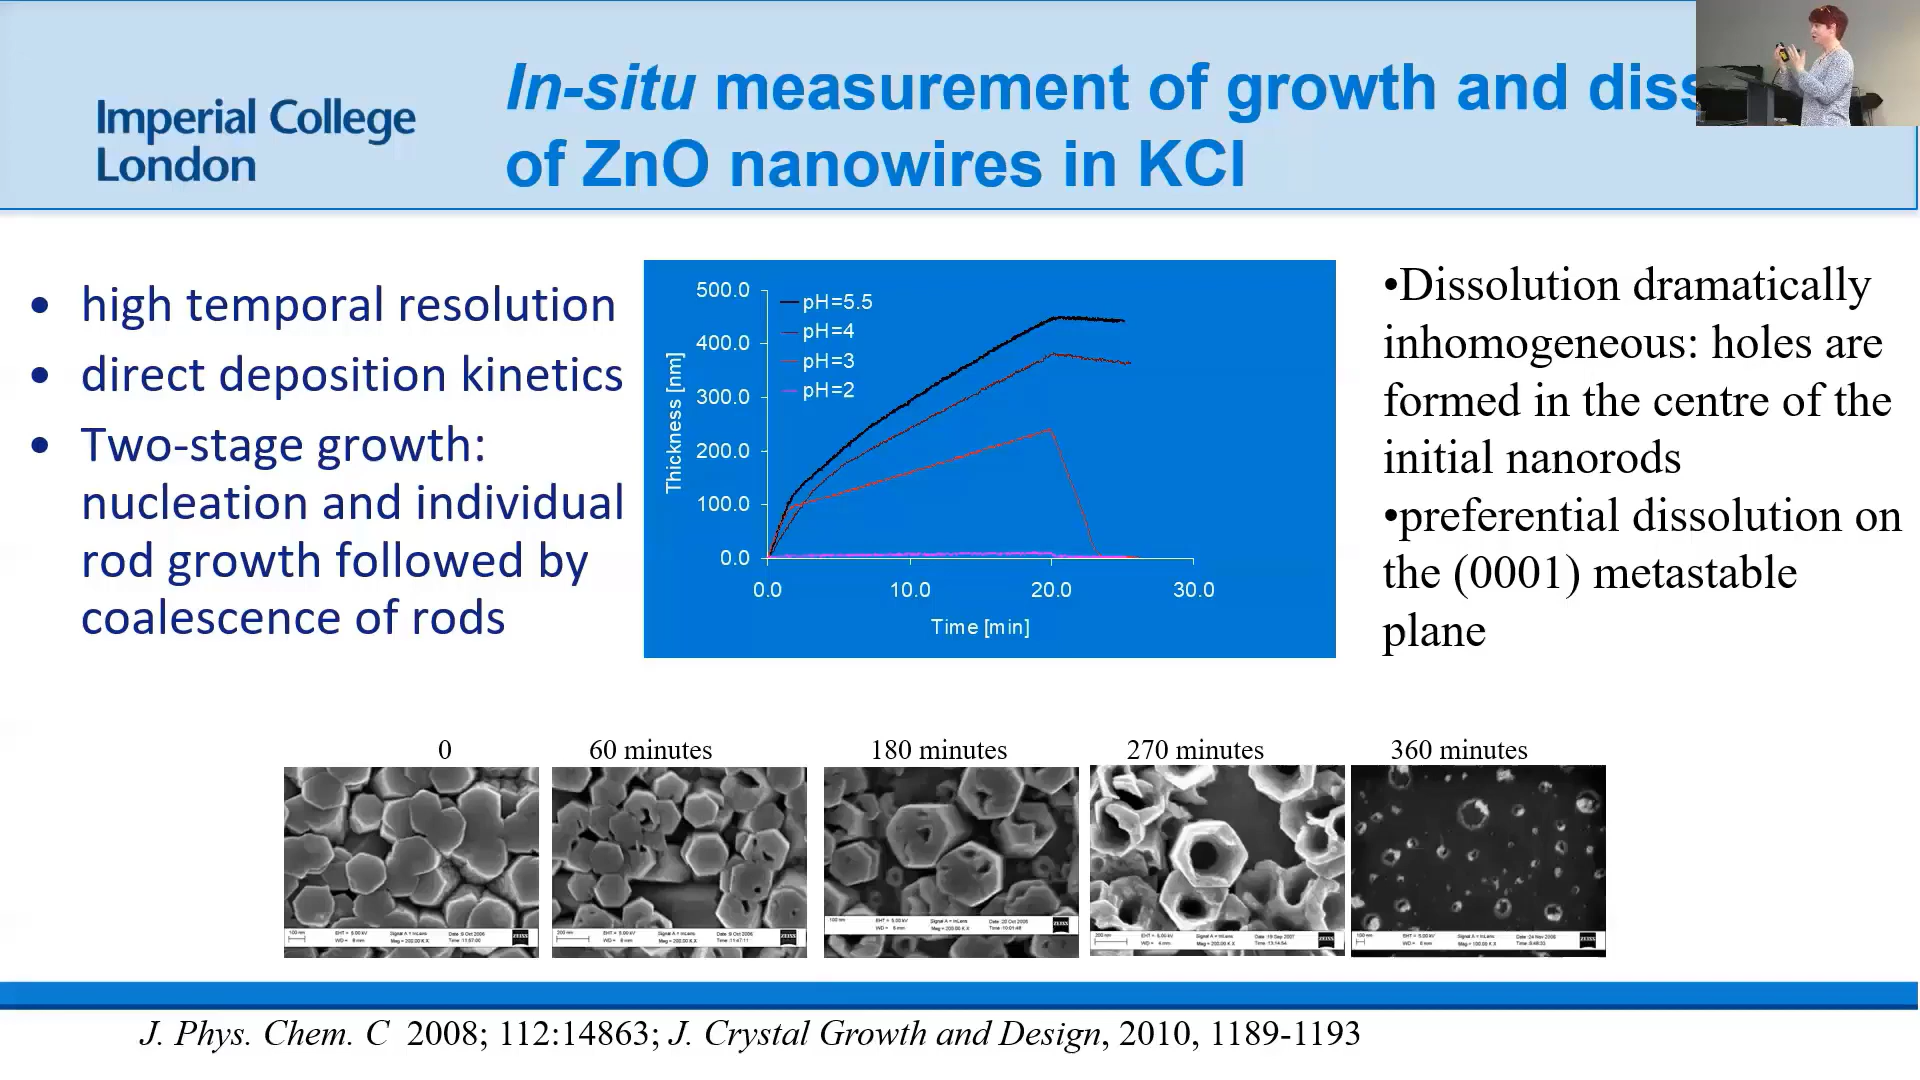 Imperial College
London
In-situ measurement of growth and diss
of ZnO nanowires in KCl
• high temporal resolution
• direct deposition kinetics
• Two-stage growth:
nucleation and individual
rod growth followed by
coalescence of rods
500.0
400.0
300.0
200.0
100.0
0.0
Thickness [nm]
pH=5.5
pH=4
pH=3
pH=2
0.0 10.0 20.0 30.0
Time [min]
•Dissolution dramatically
inhomogeneous: holes are
formed in the centre of the
initial nanorods
•preferential dissolution on
the (0001) metastable
plane
0 60 minutes 180 minutes 270 minutes 360 minutes
J. Phys. Chem. C 2008; 112:14863; J. Crystal Growth and Design, 2010, 1189-1193